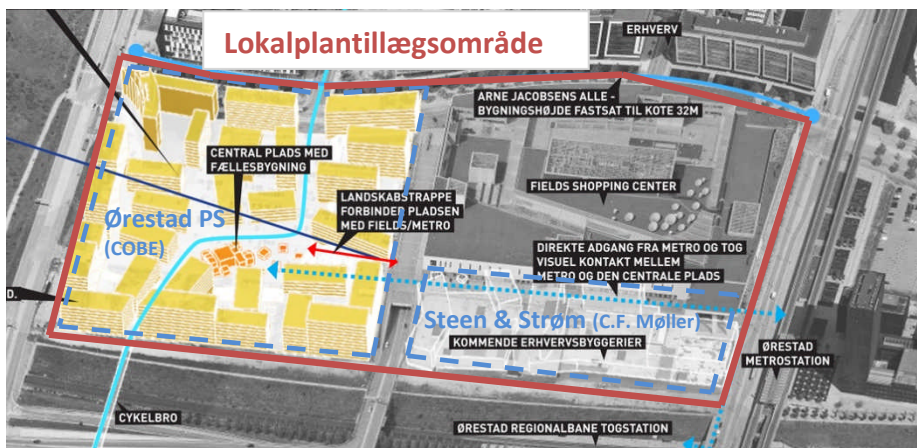 Lokalplantillægsområde
ERHVERV
ARNE JACOBSENS ALLE -
BYGNINGSHØJDE FASTSAT TIL KOTE 32M
CENTRAL PLADS MED
FÆLLESBYGNING
FIELDS SHOPPING CENTER
LANDSKABSTRAPPE
FORBINDER PLADSEN
MED FIELDS/METRO
Ørestad PS
(COBE)
DIREKTE ADGANG FRA METRO OG TOG
VISUEL KONTAKT MELLEM
METRO OG DEN CENTRALE PLADS
D.
Steen & Strøm (C.F. Møller)
KOMMENDE ERHVERVSBYGGERIER
ØRESTAD
METROSTATION
CYKELBRO
ØRESTAD REGIONALBANE TOGSTATION